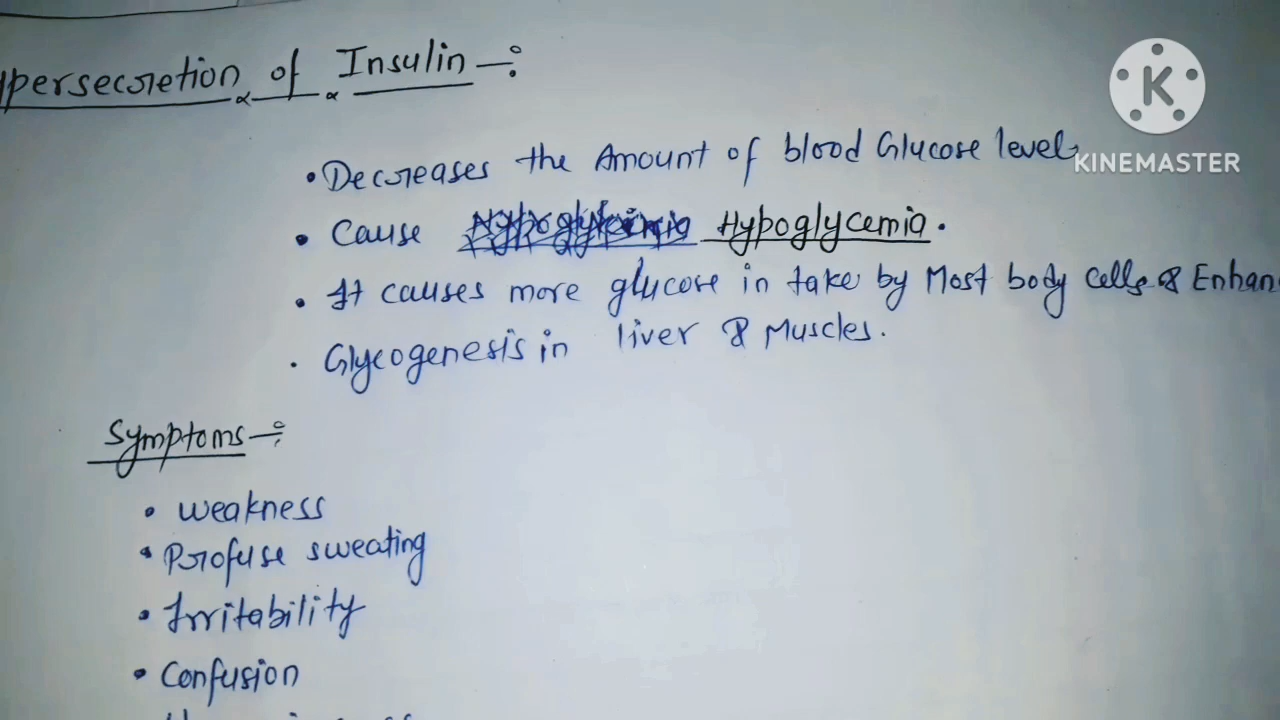 persecretion of Insulin -:
• Decreases the Amount of blood Glucose level,
KINEMASTER
• Cause Hypoglycemia.
• It causes more glucose in take by Most body Cells & Enhan
• Glycogenesis in liver & Muscles.
Symptoms -:
• weakness
• Profuse sweating
• Irritability
• Confusion